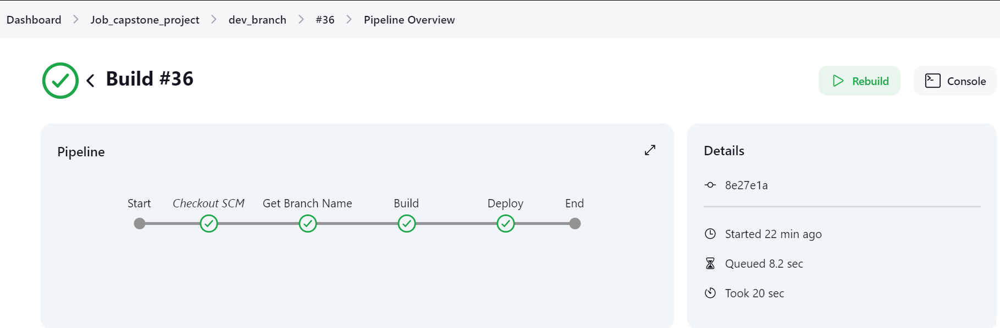 Dashboard > Job_capstone_project > dev_branch > #36 > Pipeline Overview
Build #36
Rebuild
Console
Pipeline
Start Checkout SCM Get Branch Name Build Deploy End
Details
8e27e1a
Started 22 min ago
Queued 8.2 sec
Took 20 sec